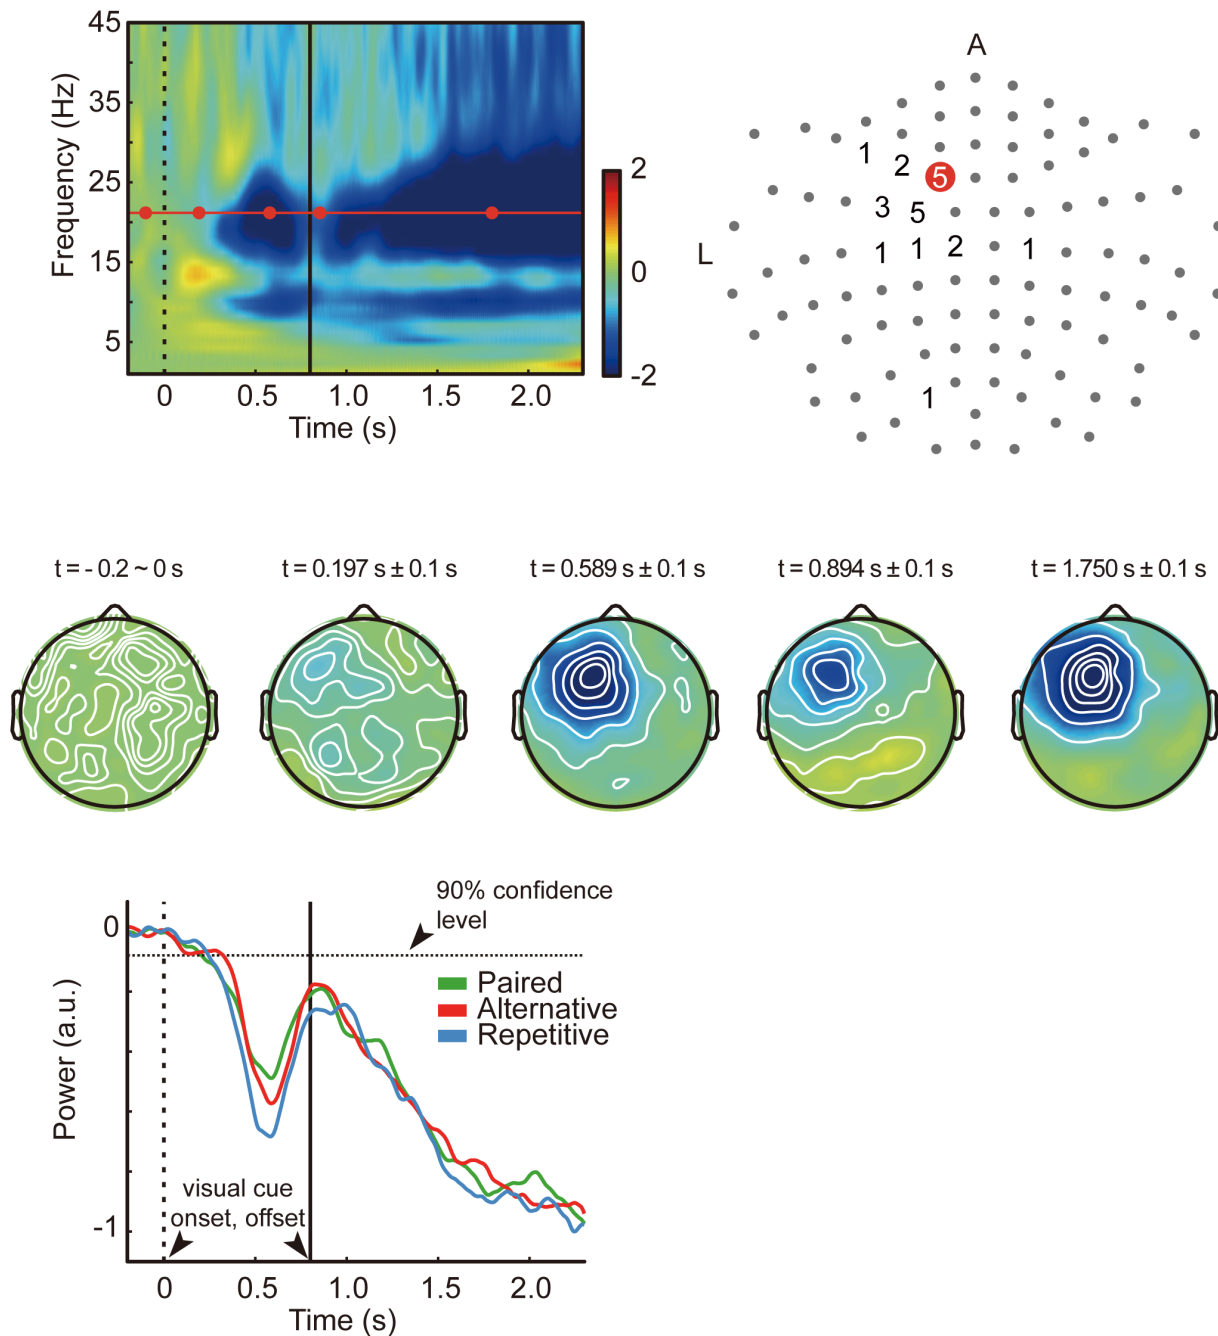 45
35
25
15
5
Frequency (Hz)
0
0.5
1.0
1.5
2.0
Time (s)
2
0
-2
A
L
1
2
5
3
5
1
1
2
1
1
t = - 0.2 ~ 0 s
t = 0.197 s ± 0.1 s
t = 0.589 s ± 0.1 s
t = 0.894 s ± 0.1 s
t = 1.750 s ± 0.1 s
90% confidence
level
0
-1
Power (a.u.)
Paired
Alternative
Repetitive
visual cue
onset, offset
0
0.5
1.0
1.5
2.0
Time (s)